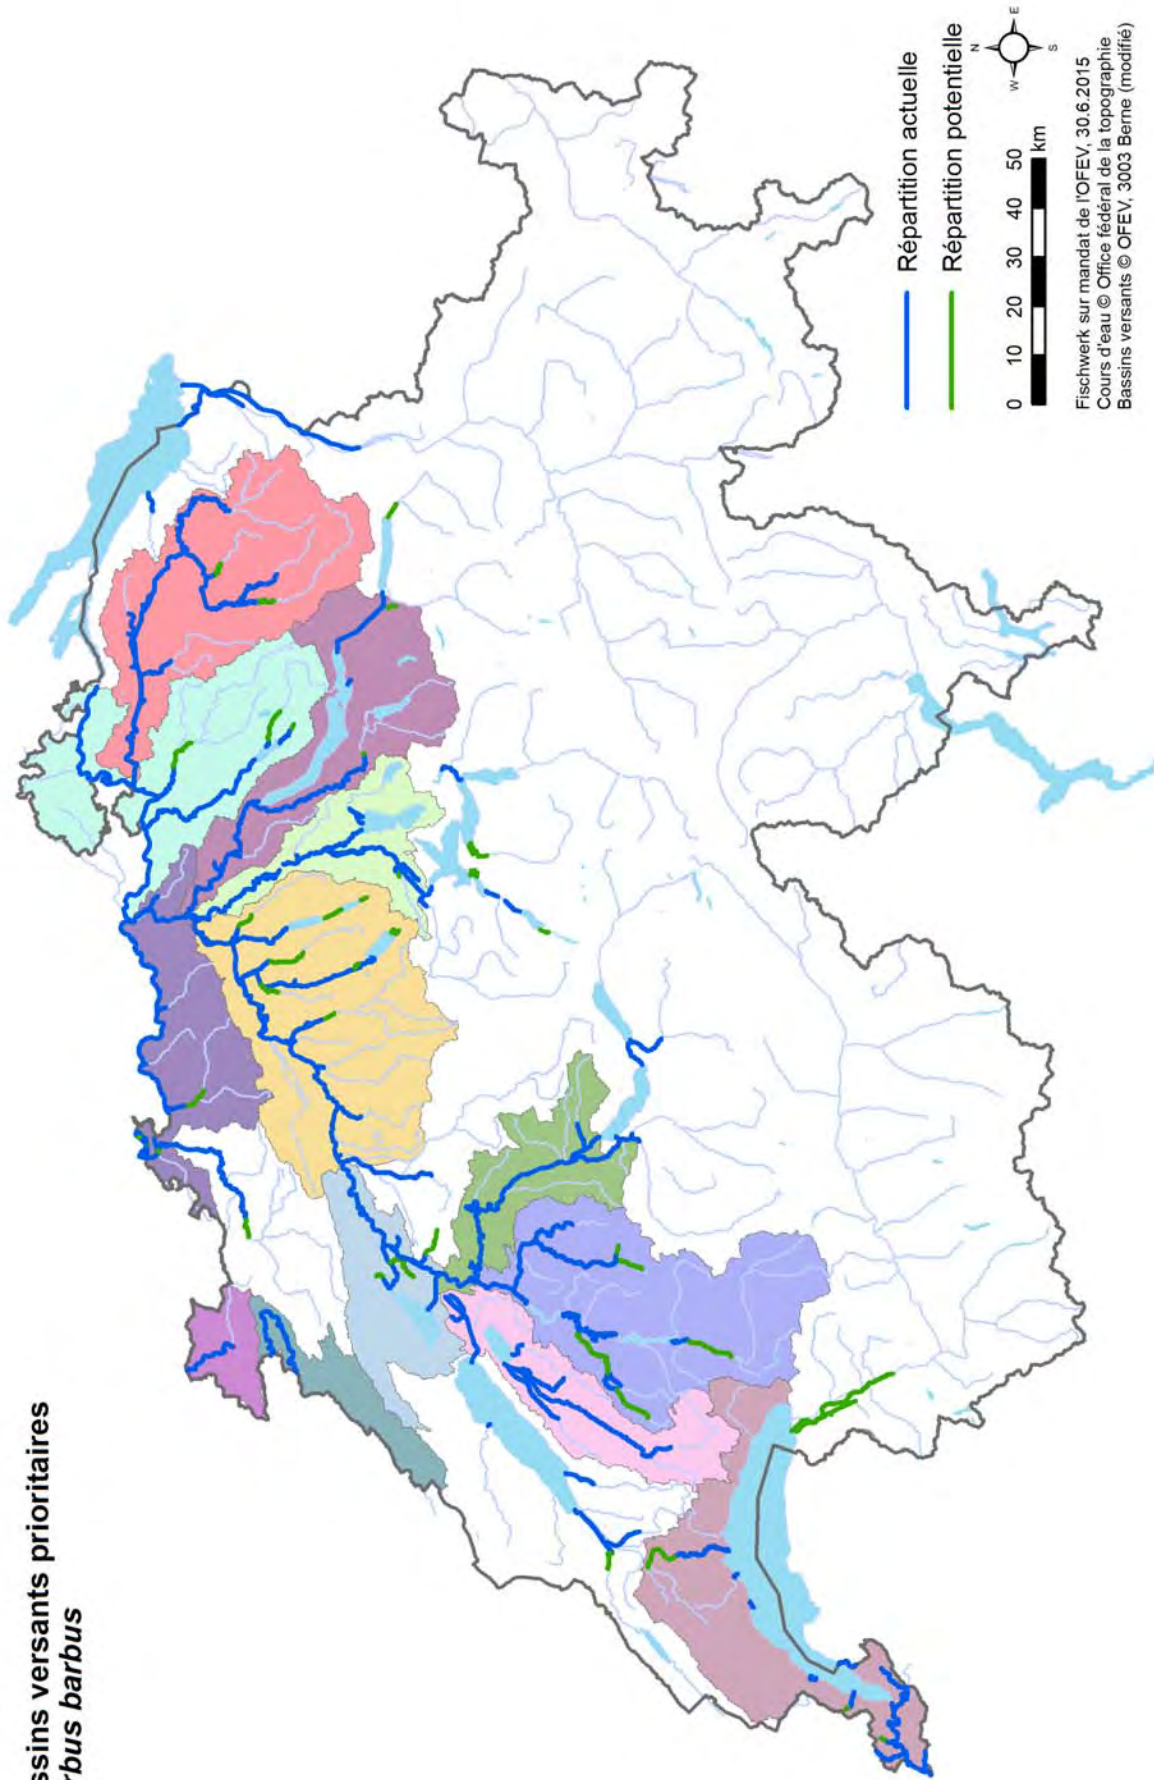 ssins versants prioritaires
rbus barbus
Répartition actuelle
Répartition potentielle
0 10 20 30 40 50
km
N
W E
S
Fischwerk sur mandat de l'OFEV, 30.6.2015
Cours d'eau © Office fédéral de la topographie
Bassins versants © OFEV, 3003 Berne (modifié)